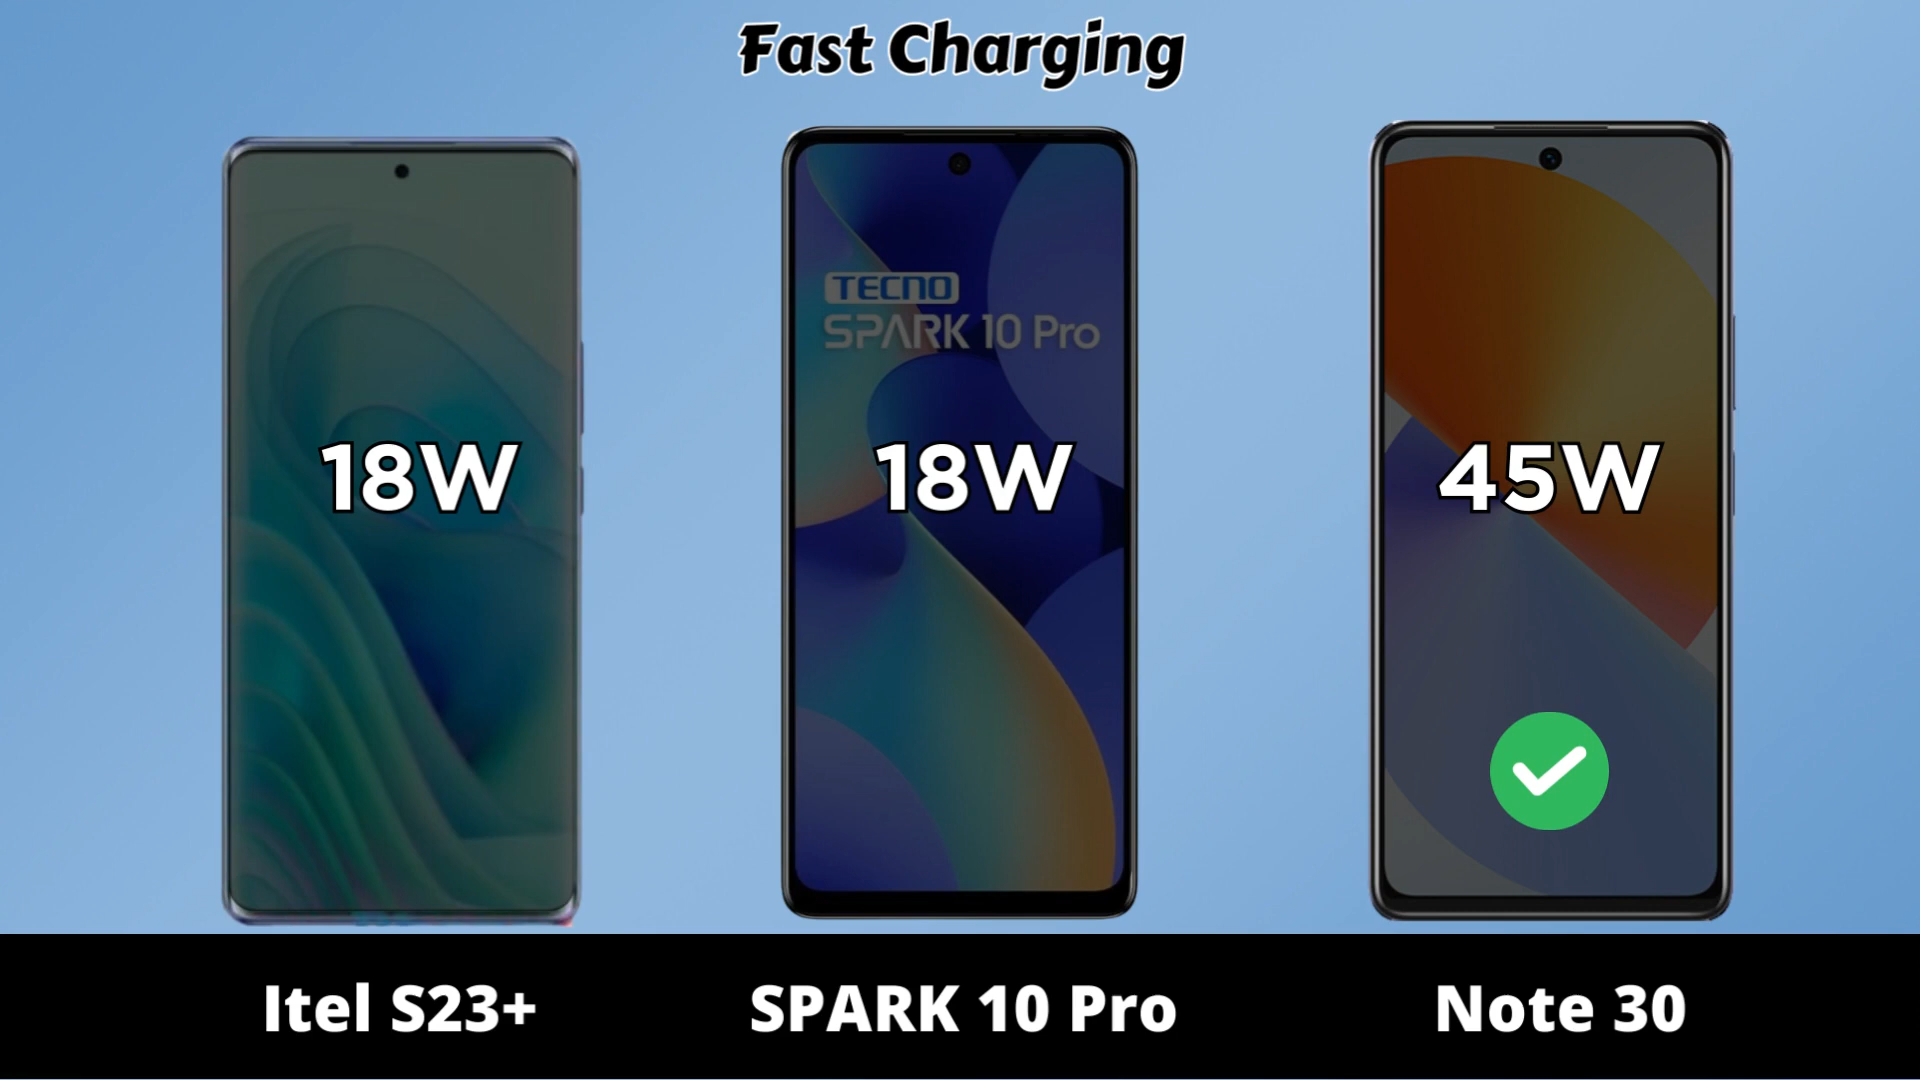 Fast Charging
TECNO
SPARK 10 Pro
18W
18W
45W
Itel S23+
SPARK 10 Pro
Note 30